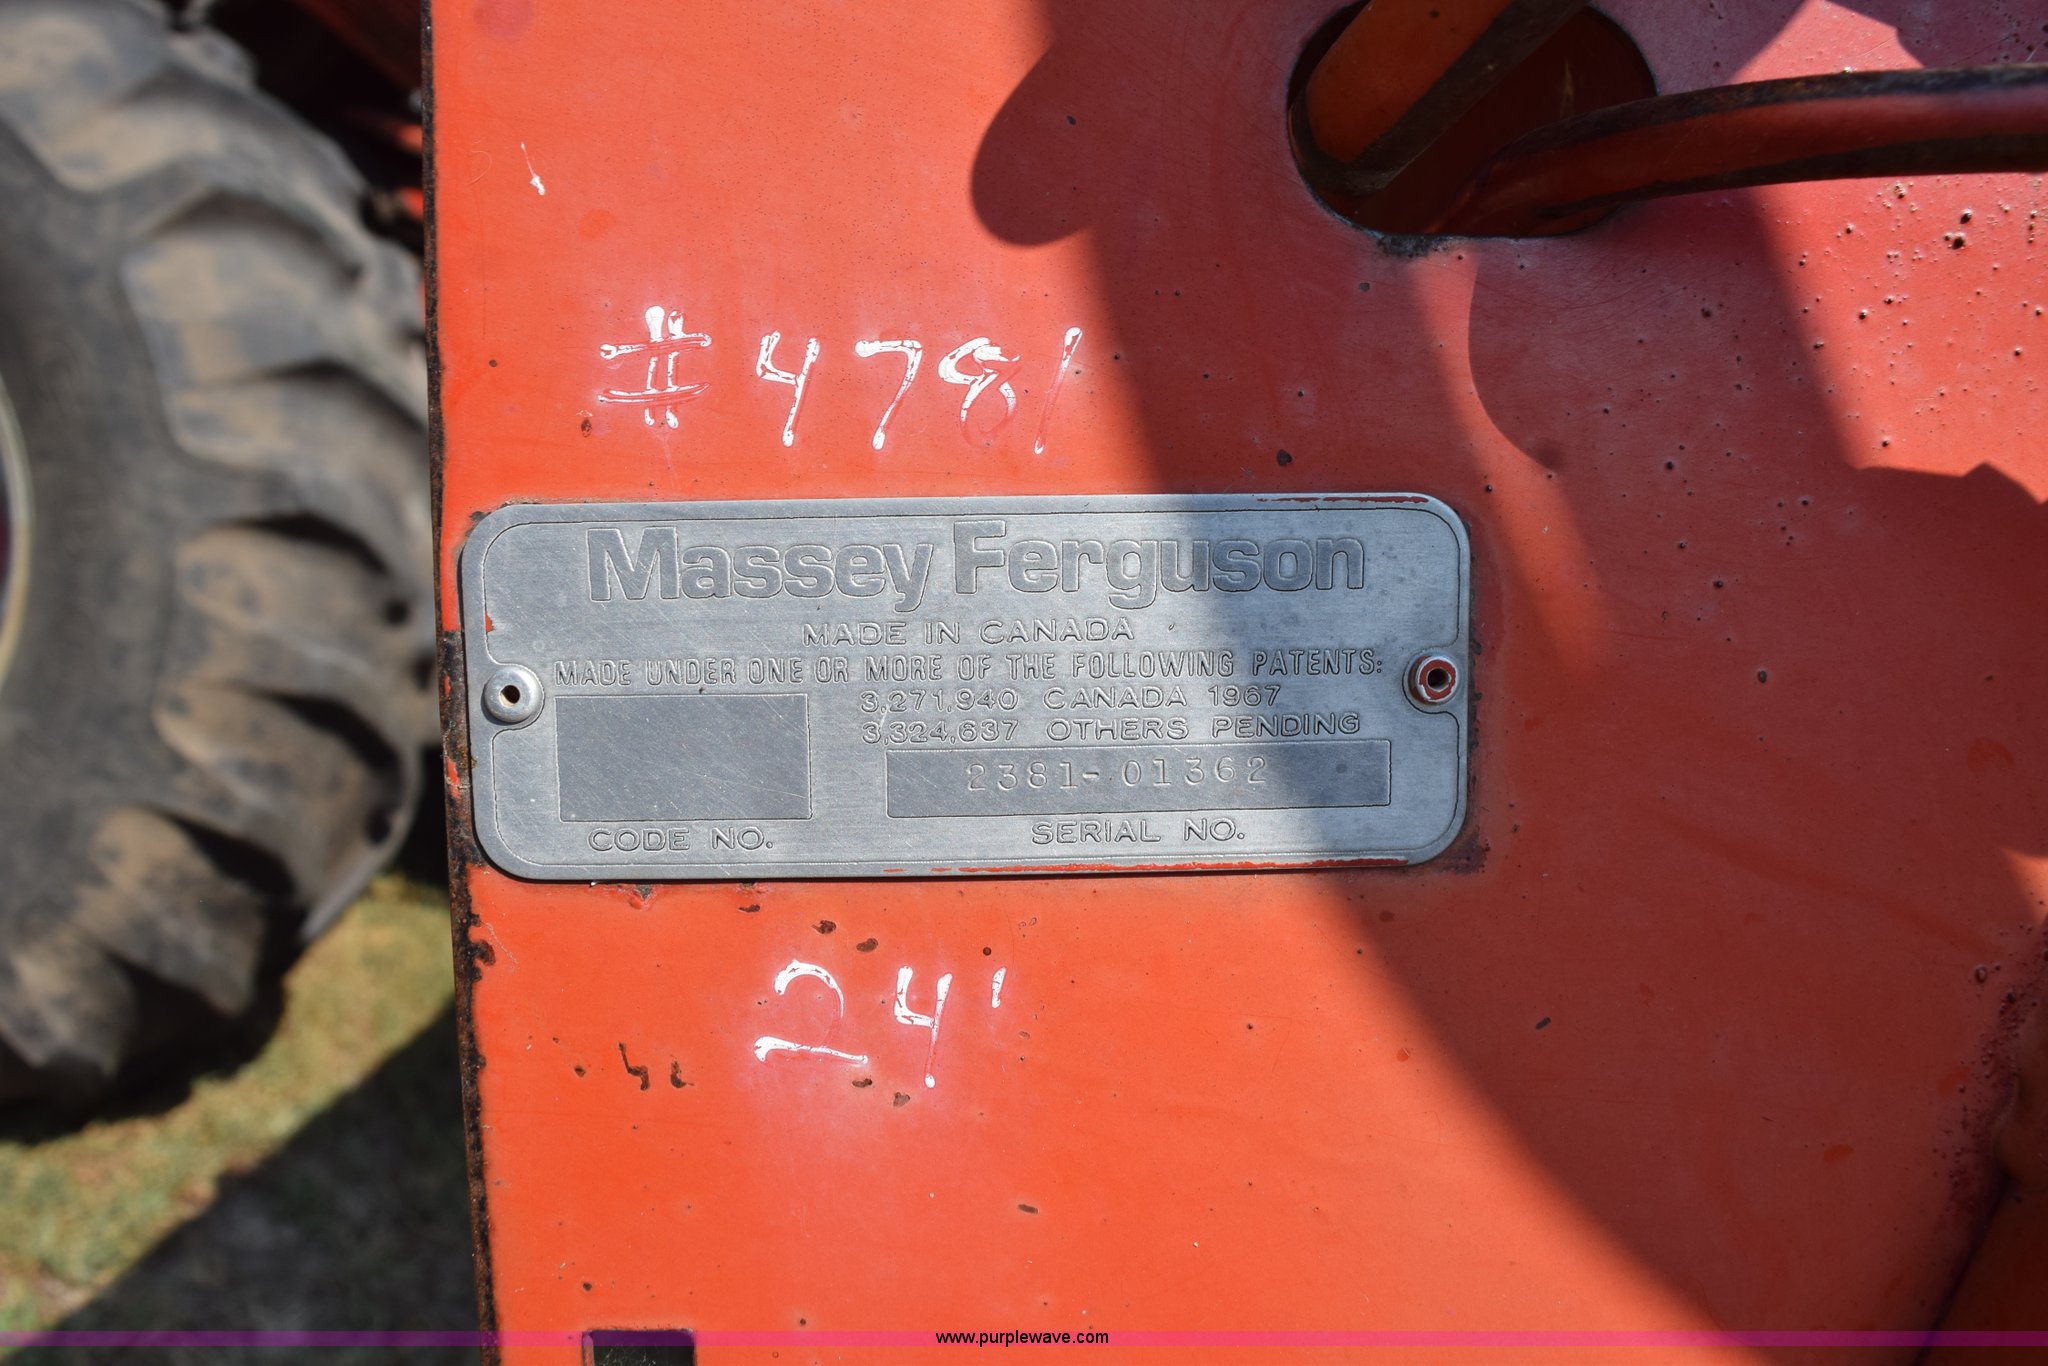 #4781
Massey Ferguson
MADE IN CANADA
MADE UNDER ONE OR MORE OF THE FOLLOWING PATENTS:
3,271,940 CANADA 1967
3,324,637 OTHERS PENDING
2381-01362
CODE NO.
SERIAL NO.
24'
www.purplewave.com